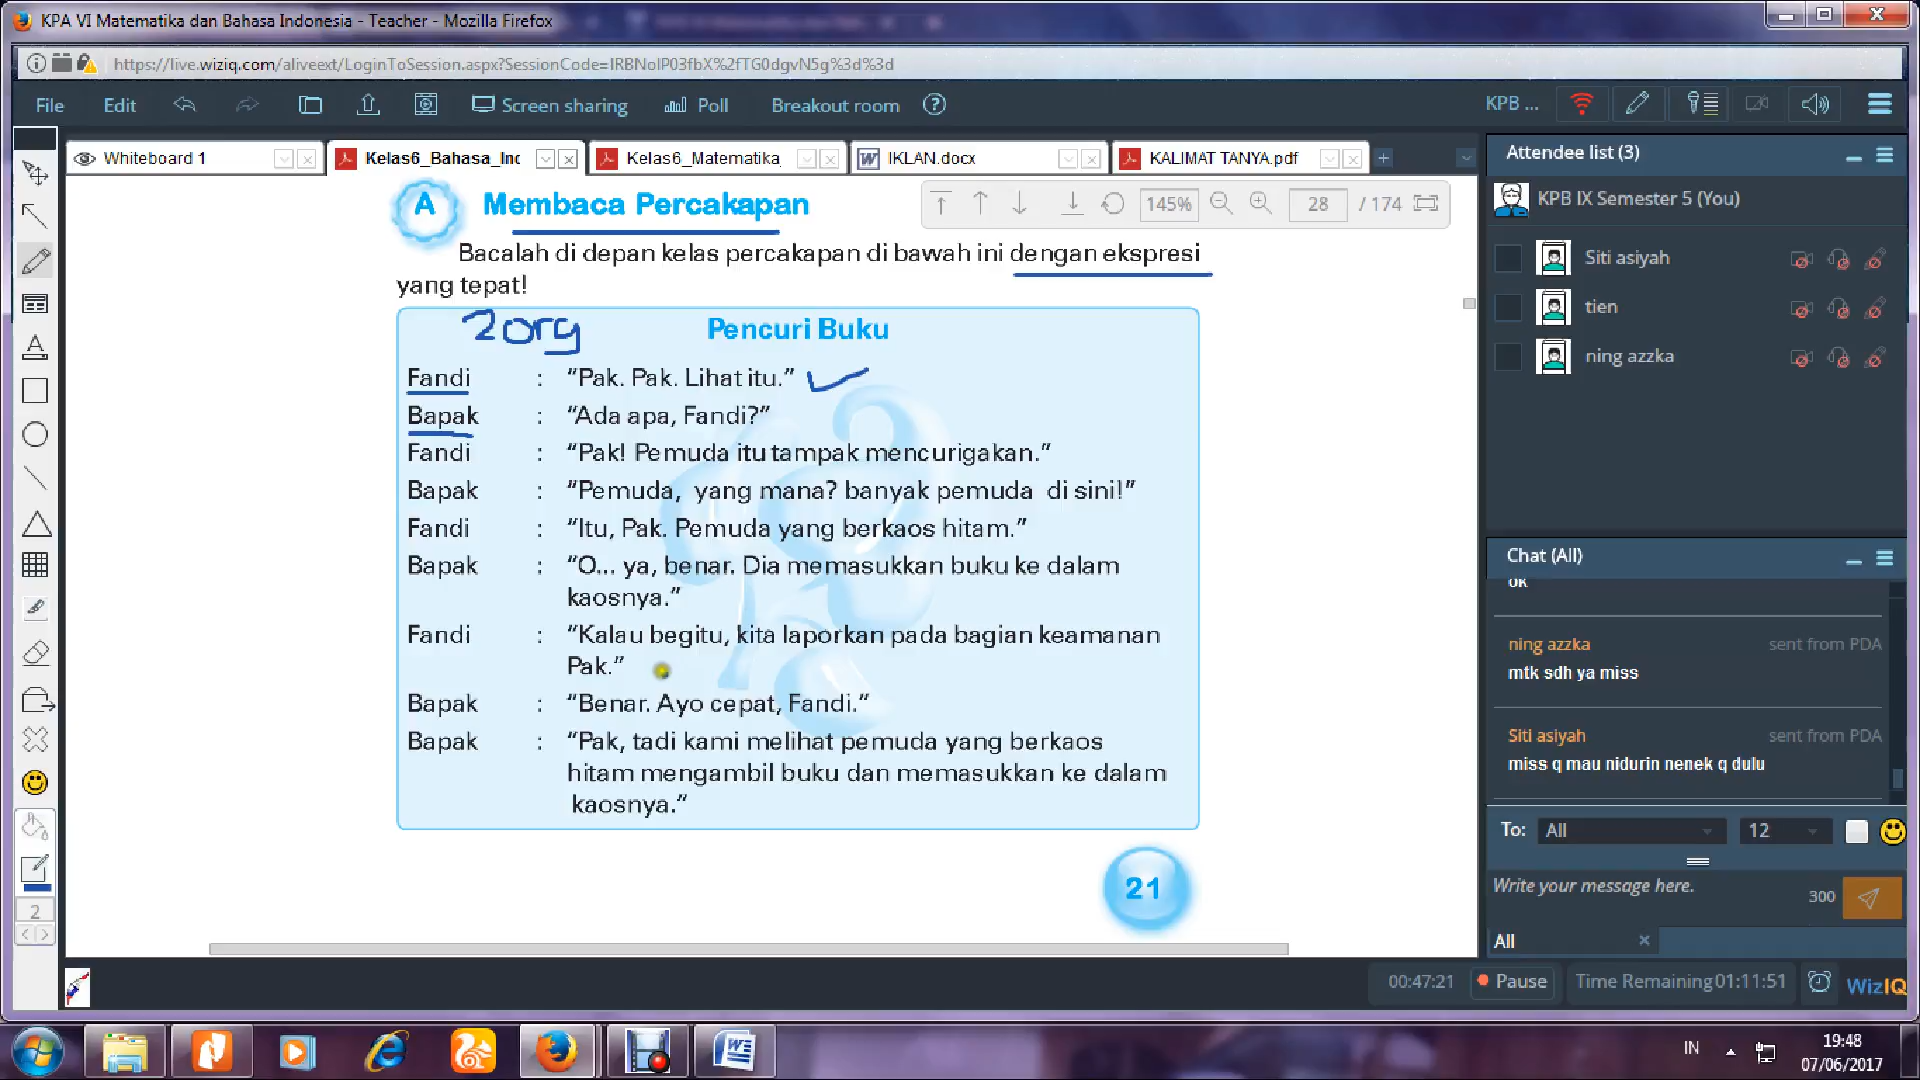 KPA VI Matematika dan Bahasa Indonesia - Teacher - Mozilla Firefox
https://live.wiziq.com/aliveext/LoginToSession.aspx?SessionCode=IRBNoIP03fbX%2fTG0dgvN5g%3d%3d
File Edit Screen sharing Poll Breakout room KPB ...
Whiteboard 1 Kelas6_Bahasa_Inc Kelas6_Matematika_ IKLAN.docx KALIMAT TANYA.pdf
145% 28 / 174
A Membaca Percakapan
Bacalah di depan kelas percakapan di bawah ini dengan ekspresi
yang tepat!
2 org Pencuri Buku
Fandi : “Pak. Pak. Lihat itu.”
Bapak : “Ada apa, Fandi?”
Fandi : “Pak! Pemuda itu tampak mencurigakan.”
Bapak : “Pemuda, yang mana? banyak pemuda di sini!”
Fandi : “Itu, Pak. Pemuda yang berkaos hitam.”
Bapak : “O... ya, benar. Dia memasukkan buku ke dalam
kaosnya.”
Fandi : “Kalau begitu, kita laporkan pada bagian keamanan
Pak.”
Bapak : “Benar. Ayo cepat, Fandi.“
Bapak : “Pak, tadi kami melihat pemuda yang berkaos
hitam mengambil buku dan memasukkan ke dalam
kaosnya.”
21
2
Attendee list (3)
KPB IX Semester 5 (You)
Siti asiyah
tien
ning azzka
Chat (All)
ok
ning azzka sent from PDA
mtk sdh ya miss
Siti asiyah sent from PDA
miss q mau nidurin nenek q dulu
To: All 12
Write your message here. 300
All
00:47:21 Pause Time Remaining 01:11:51 WizIQ
IN 19:48
07/06/2017